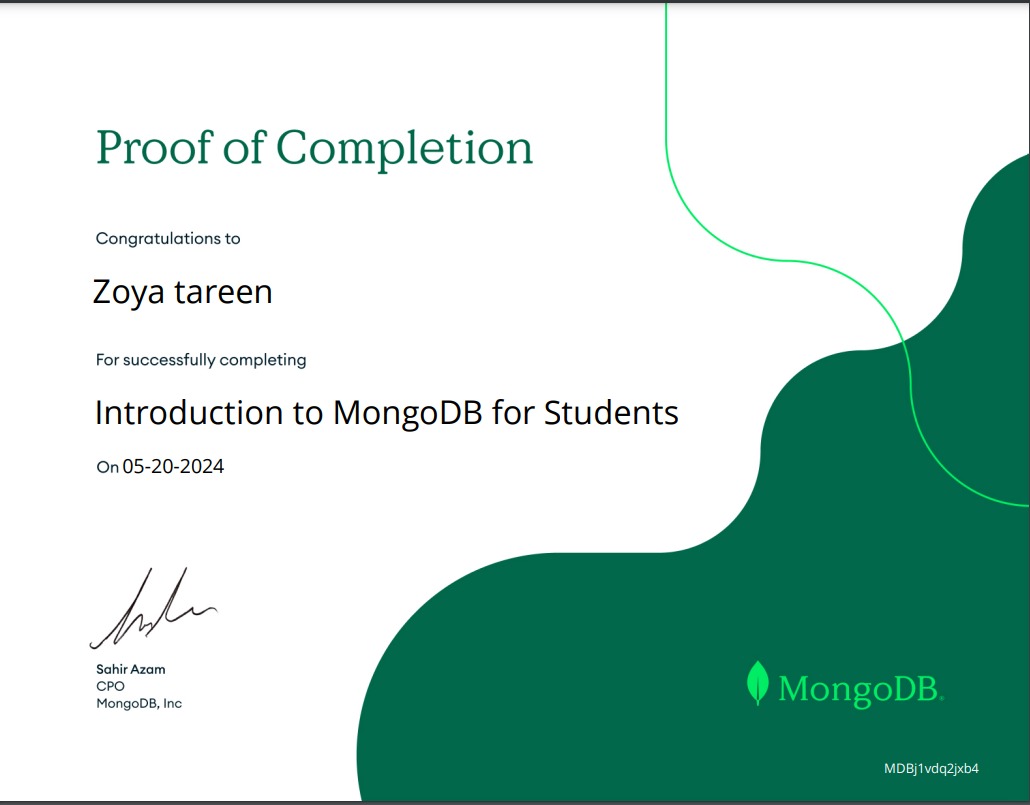 Proof of Completion
Congratulations to
Zoya tareen
For successfully completing
Introduction to MongoDB for Students
On 05-20-2024
Sahir Azam
CPO
MongoDB, Inc
MongoDB®
MDBj1vdq2jxb4